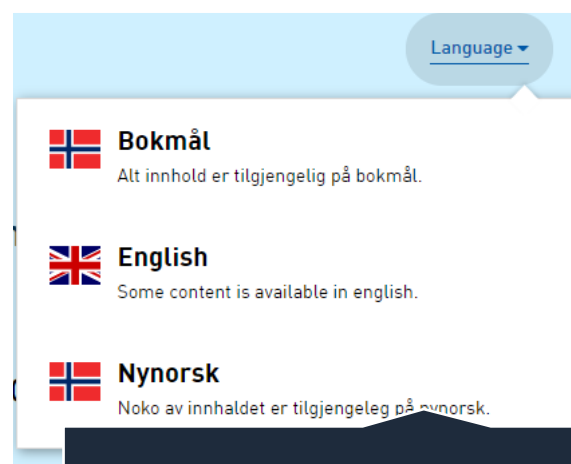 Language
Bokmål
Alt innhold er tilgjengelig på bokmål.
English
Some content is available in english.
Nynorsk
Noko av innhaldet er tilgjengeleg på nynorsk.